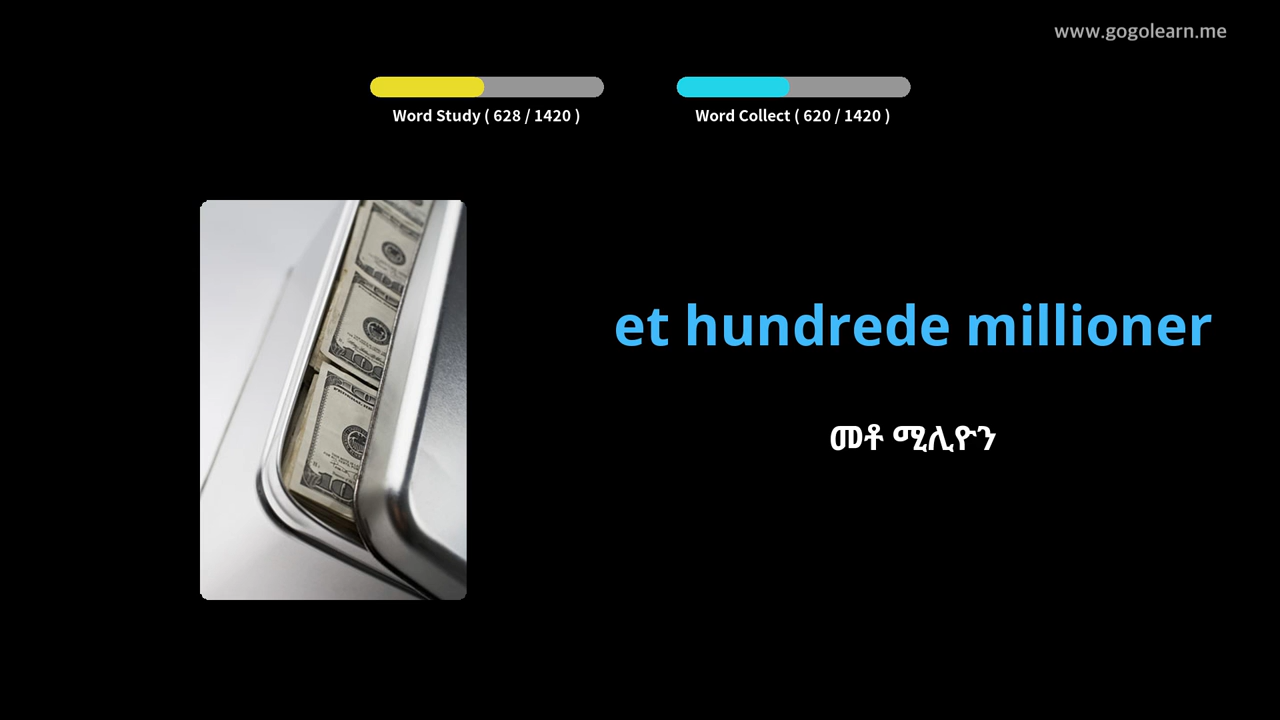 www.gogolearn.me
Word Study ( 628 / 1420 )
Word Collect ( 620 / 1420 )
et hundrede millioner
መቶ ሚሊዮን